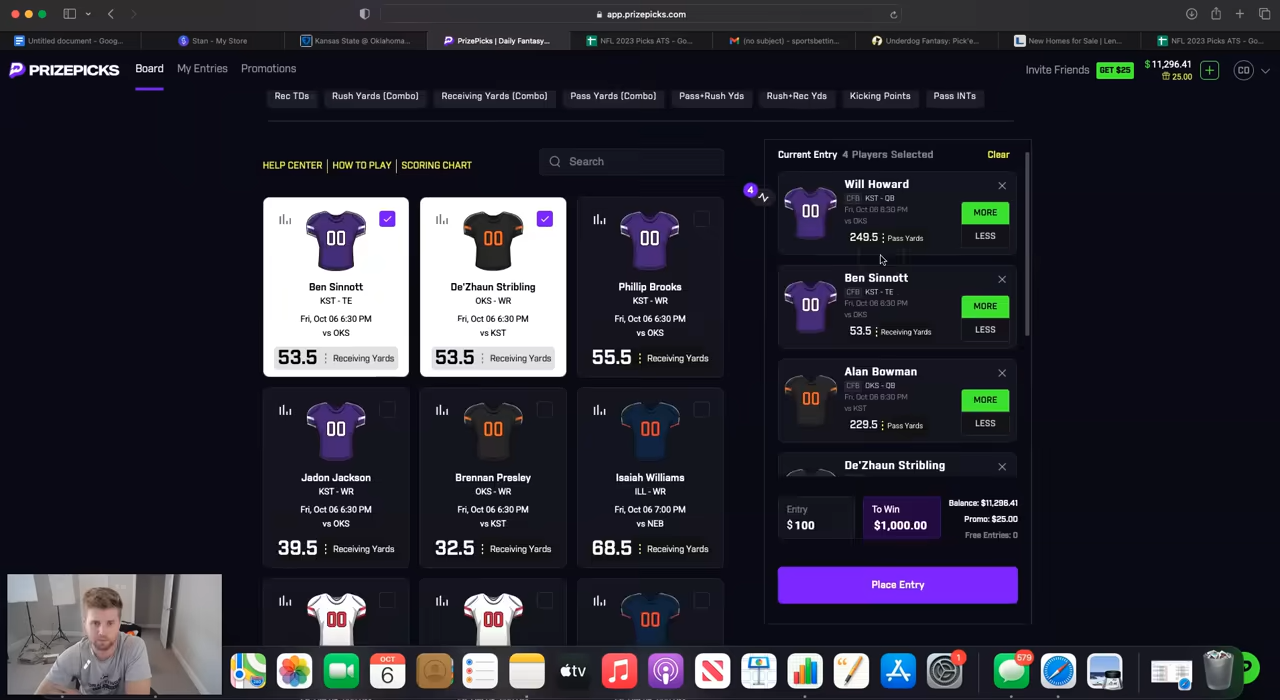 app.prizepicks.com
Untitled document - Goog...
Stan - My Store
Kansas State @ Oklahoma...
PrizePicks | Daily Fantasy...
NFL 2023 Picks ATS - Go...
(no subject) - sportsbettin...
Underdog Fantasy: Pick'e...
New Homes for Sale | Len...
NFL 2023 Picks ATS - Go...
PRIZEPICKS
Board
My Entries
Promotions
Invite Friends
GET $25
$ 11,296.41
25.00
CD
Rec TDs
Rush Yards (Combo)
Receiving Yards (Combo)
Pass Yards (Combo)
Pass+Rush Yds
Rush+Rec Yds
Kicking Points
Pass INTs
HELP CENTER | HOW TO PLAY | SCORING CHART
Search
00
Ben Sinnott
KST - TE
Fri, Oct 06 6:30 PM
vs OKS
53.5 Receiving Yards
00
De'Zhaun Stribling
OKS - WR
Fri, Oct 06 6:30 PM
vs KST
53.5 Receiving Yards
00
Phillip Brooks
KST - WR
Fri, Oct 06 6:30 PM
vs OKS
55.5 Receiving Yards
00
Jadon Jackson
KST - WR
Fri, Oct 06 6:30 PM
vs OKS
39.5 Receiving Yards
00
Brennan Presley
OKS - WR
Fri, Oct 06 6:30 PM
vs KST
32.5 Receiving Yards
00
Isaiah Williams
ILL - WR
Fri, Oct 06 7:00 PM
vs NEB
68.5 Receiving Yards
00
00
00
Current Entry 4 Players Selected
Clear
4
00
Will Howard
CFB KST - QB
Fri, Oct 06 6:30 PM
vs OKS
249.5 Pass Yards
MORE
LESS
00
Ben Sinnott
CFB KST - TE
Fri, Oct 06 6:30 PM
vs OKS
53.5 Receiving Yards
MORE
LESS
00
Alan Bowman
CFB OKS - QB
Fri, Oct 06 6:30 PM
vs KST
229.5 Pass Yards
MORE
LESS
De'Zhaun Stribling
Entry
$ 100
To Win
$1,000.00
Balance: $11,296.41
Promo: $25.00
Free Entries: 0
Place Entry
OCT
6
tv
1
579